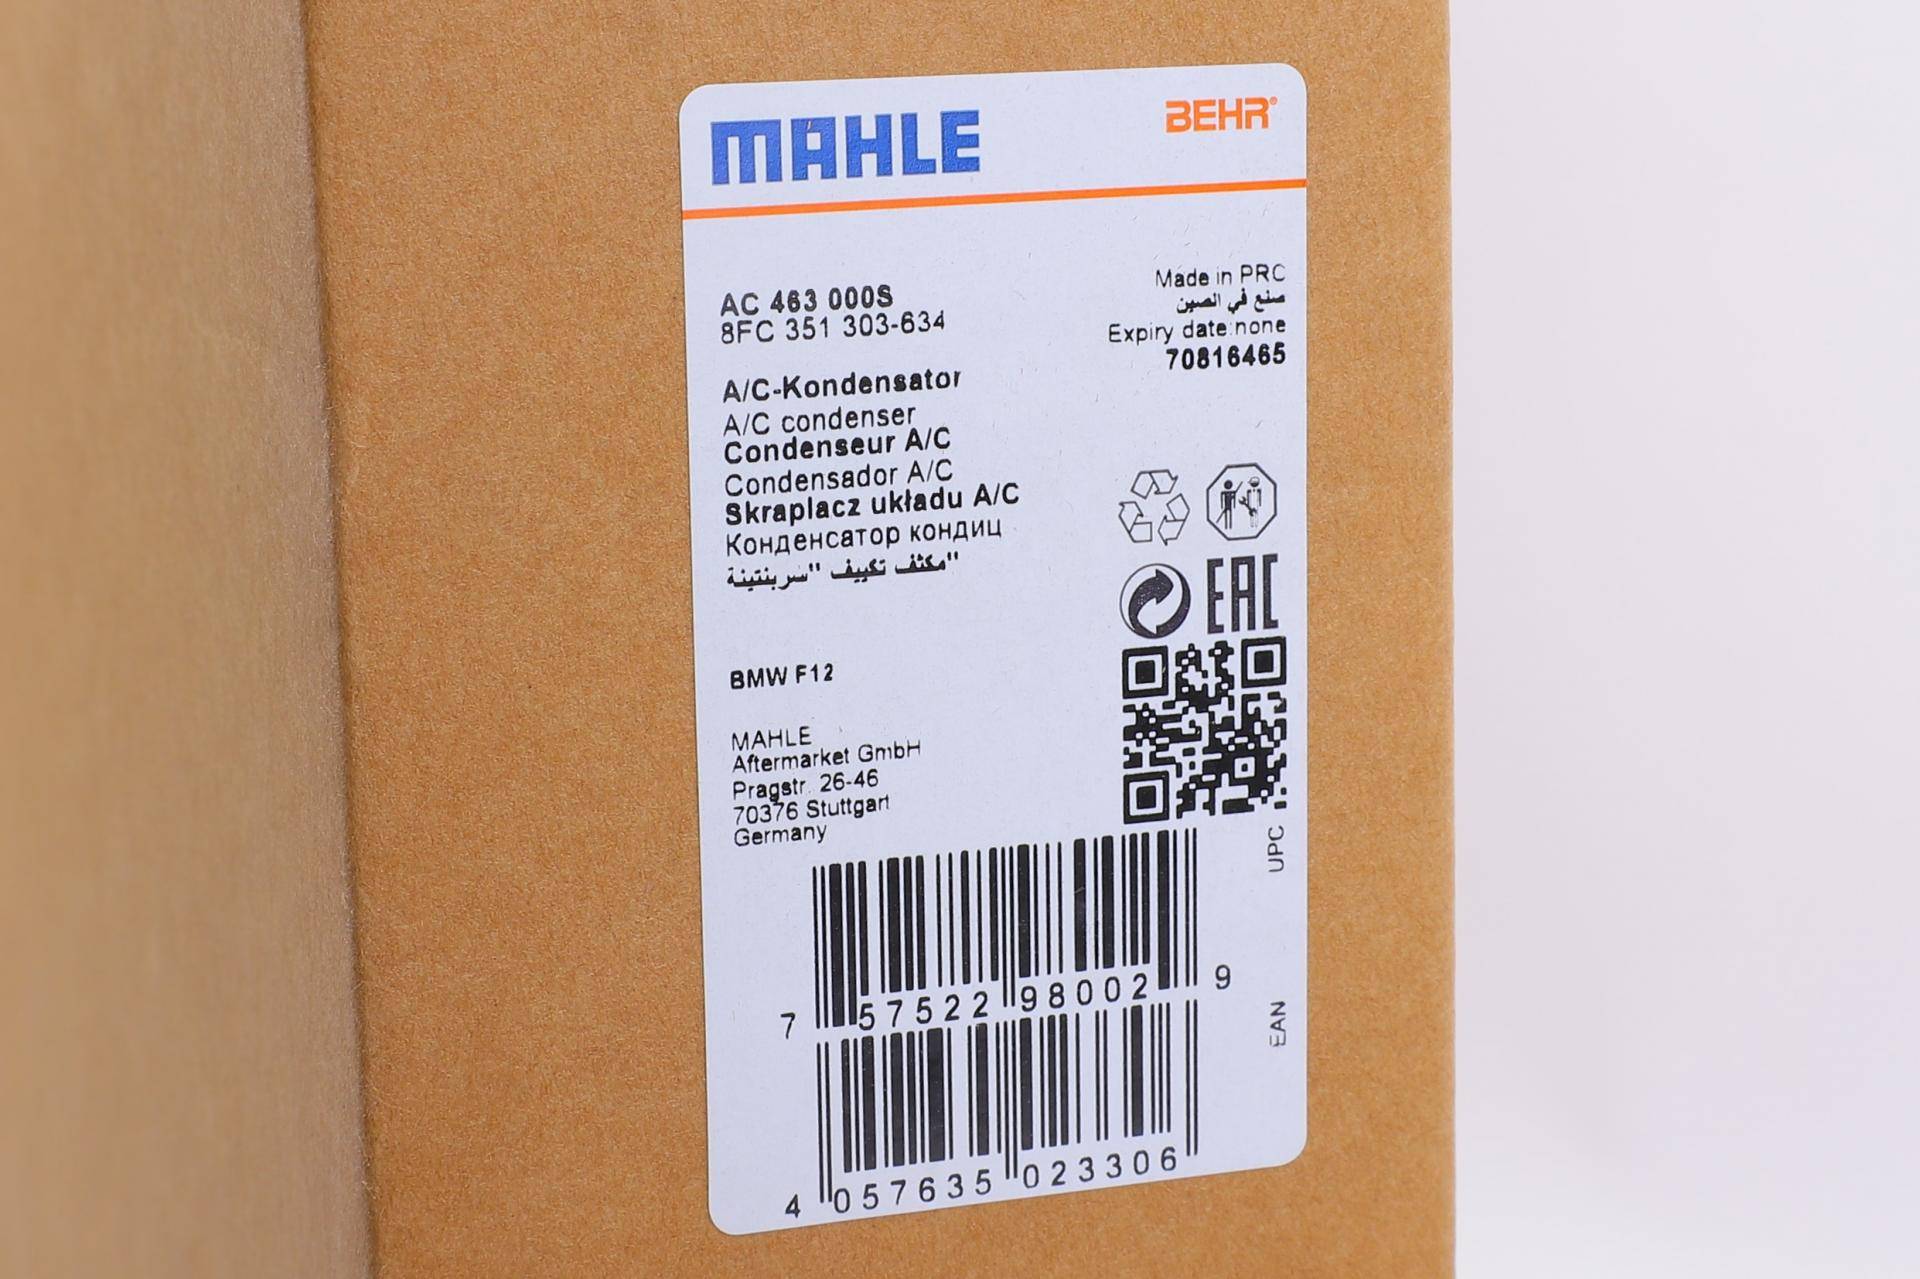 MAHLE
BEHR®
AC 463 000S
8FC 351 303-634
Made in PRC
صنع في الصين
Expiry date:none
70816465
A/C-Kondensator
A/C condenser
Condenseur A/C
Condensador A/C
Skraplacz układu A/C
Конденсатор кондиц
مكثف تكييف "سربنتينة"
EAC
BMW F12
MAHLE
Aftermarket GmbH
Pragstr. 26-46
70376 Stuttgart
Germany
UPC
7 57522 98002 9
EAN
4 057635 023306